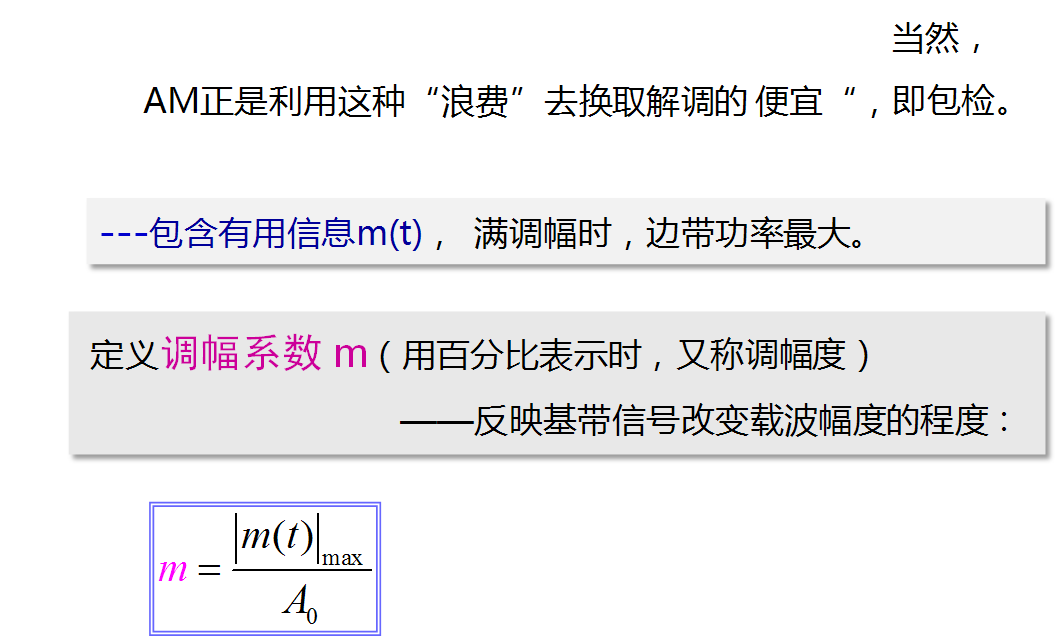 当然，
AM正是利用这种“浪费”去换取解调的 便宜“，即包检。
---包含有用信息m(t)， 满调幅时，边带功率最大。
定义调幅系数 m（用百分比表示时，又称调幅度）
——反映基带信号改变载波幅度的程度：
m = |m(t)|max / A0